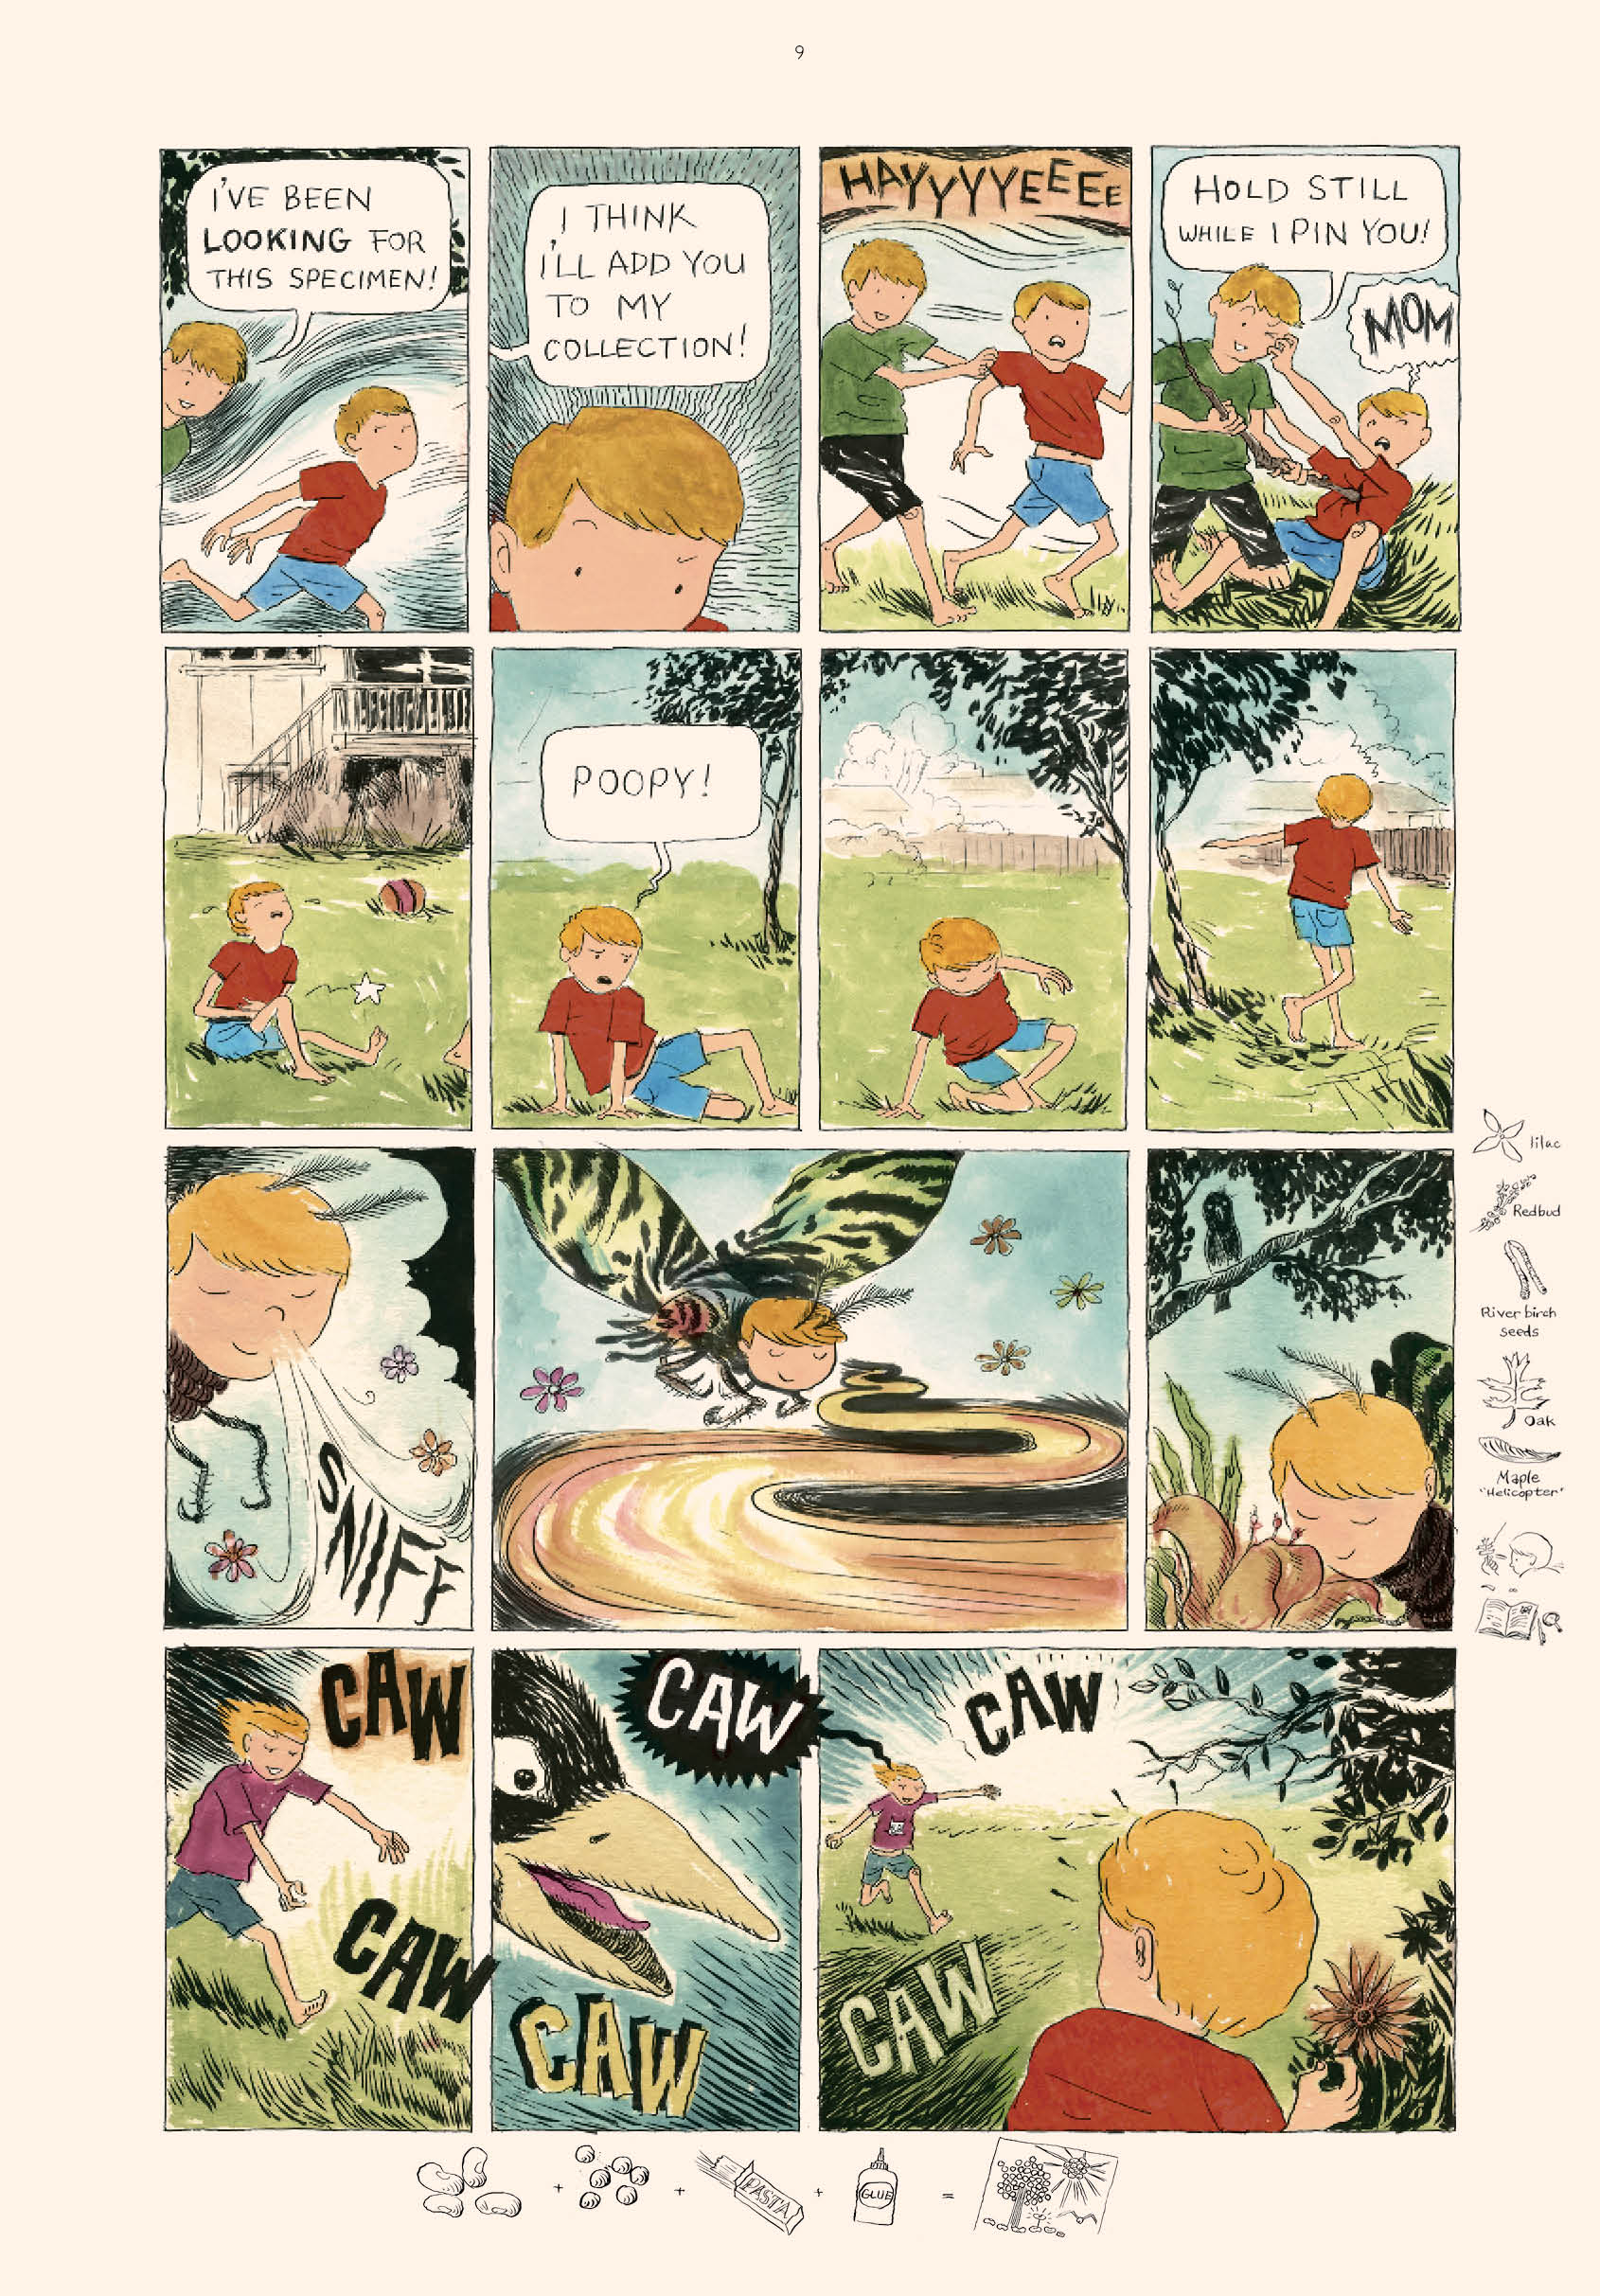 9
I'VE BEEN
LOOKING FOR
THIS SPECIMEN!
I THINK
I'LL ADD YOU
TO MY
COLLECTION!
HAYYYYYEEEE
HOLD STILL
WHILE I PIN YOU!
MOM
POOPY!
SNIFF
lilac
Redbud
River birch
seeds
Oak
Maple
"Helicopter"
CAW
CAW
CAW
CAW
CAW
CAW
+
+
PASTA
+
GLUE
=